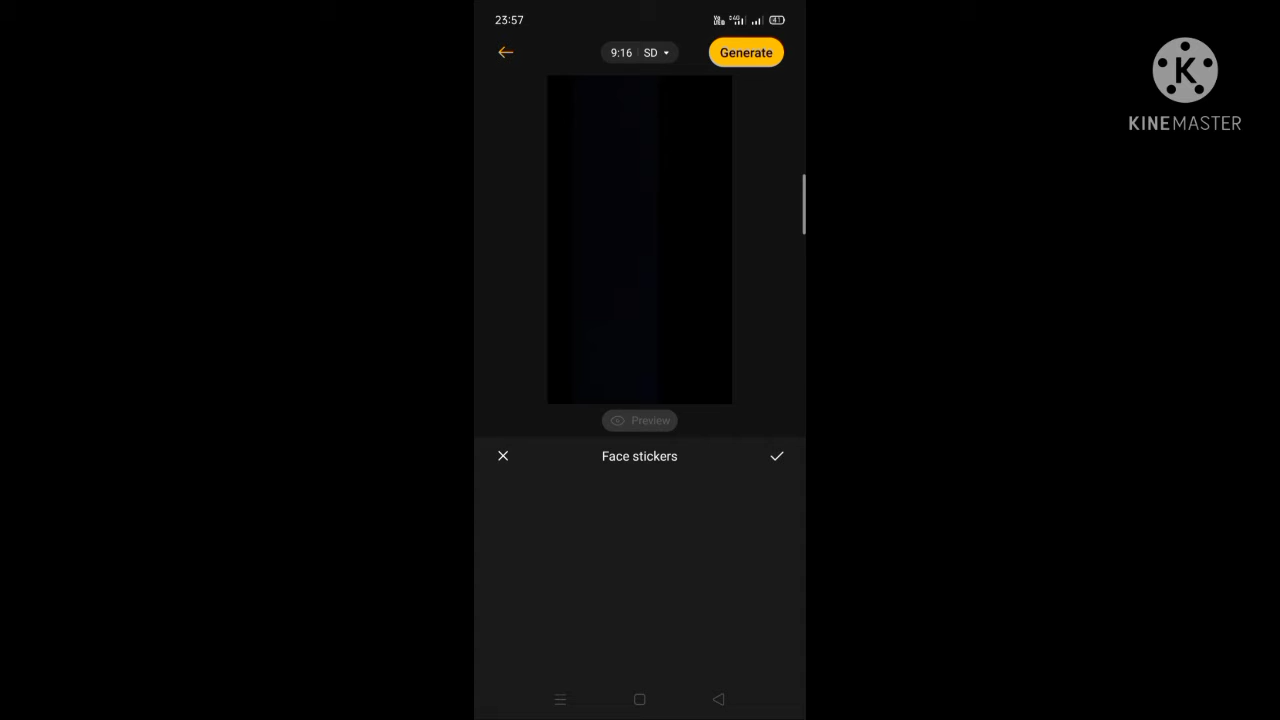 23:57
9:16 SD
Generate
KINEMASTER
Preview
Face stickers